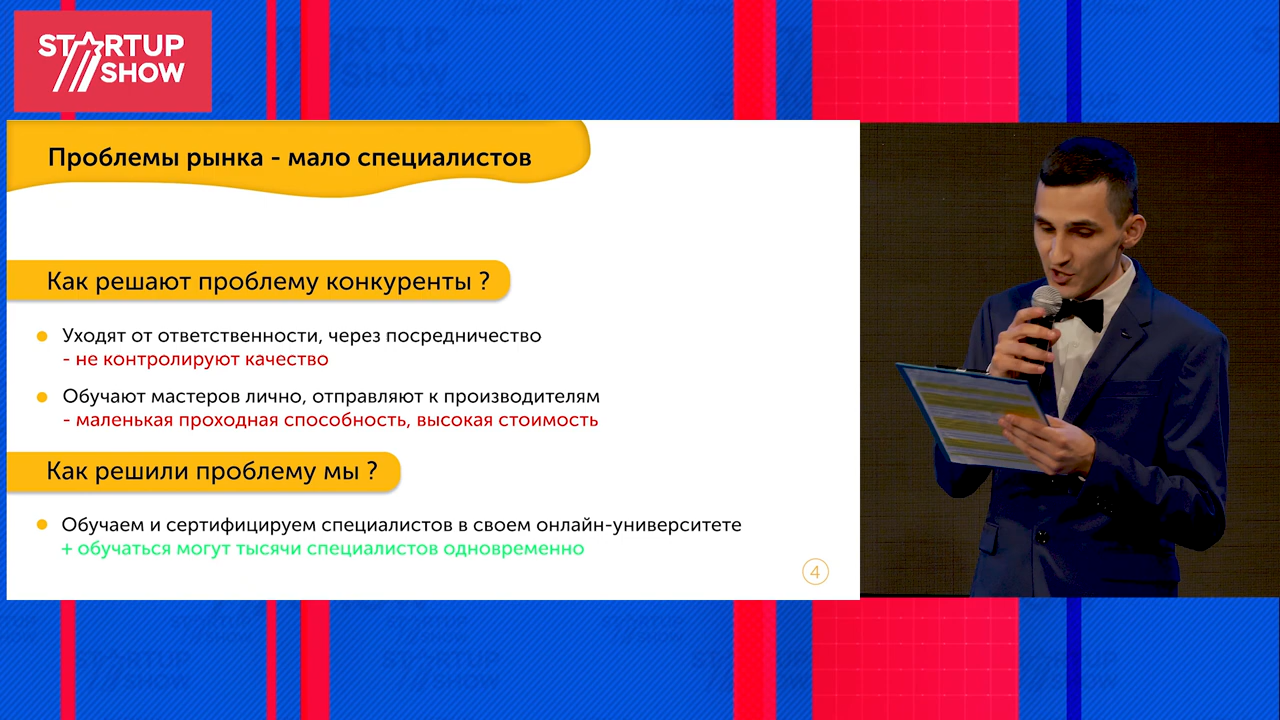 STARTUP
SHOW
Проблемы рынка - мало специалистов
Как решают проблему конкуренты ?
Уходят от ответственности, через посредничество
- не контролируют качество
Обучают мастеров лично, отправляют к производителям
- маленькая проходная способность, высокая стоимость
Как решили проблему мы ?
Обучаем и сертифицируем специалистов в своем онлайн-университете
+ обучаться могут тысячи специалистов одновременно
4